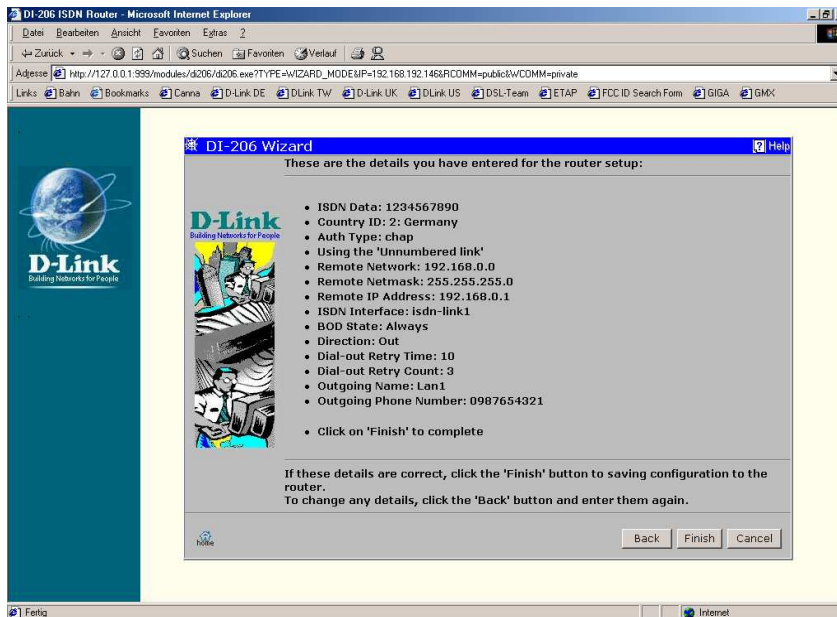 DI-206 ISDN Router - Microsoft Internet Explorer
Datei Bearbeiten Ansicht Favoriten Extras ?
Zurück Suchen Favoriten Verlauf
Adresse http://127.0.0.1:999/modules/di206/di206.exe?TYPE=WIZARD_MODE&IP=192.168.192.146&RCOMM=public&WCOMM=private
Links Bahn Bookmarks Canna D-Link DE DLink TW D-Link UK DLink US DSL-Team ETAP FCC ID Search Form GIGA GMX
D-Link
Building Networks for People
DI-206 Wizard
? Help
These are the details you have entered for the router setup:
D-Link
Building Networks for People
• ISDN Data: 1234567890
• Country ID: 2: Germany
• Auth Type: chap
• Using the 'Unnumbered link'
• Remote Network: 192.168.0.0
• Remote Netmask: 255.255.255.0
• Remote IP Address: 192.168.0.1
• ISDN Interface: isdn-link1
• BOD State: Always
• Direction: Out
• Dial-out Retry Time: 10
• Dial-out Retry Count: 3
• Outgoing Name: Lan1
• Outgoing Phone Number: 0987654321
• Click on 'Finish' to complete
If these details are correct, click the 'Finish' button to saving configuration to the
router.
To change any details, click the 'Back' button and enter them again.
home
Back Finish Cancel
Fertig Internet